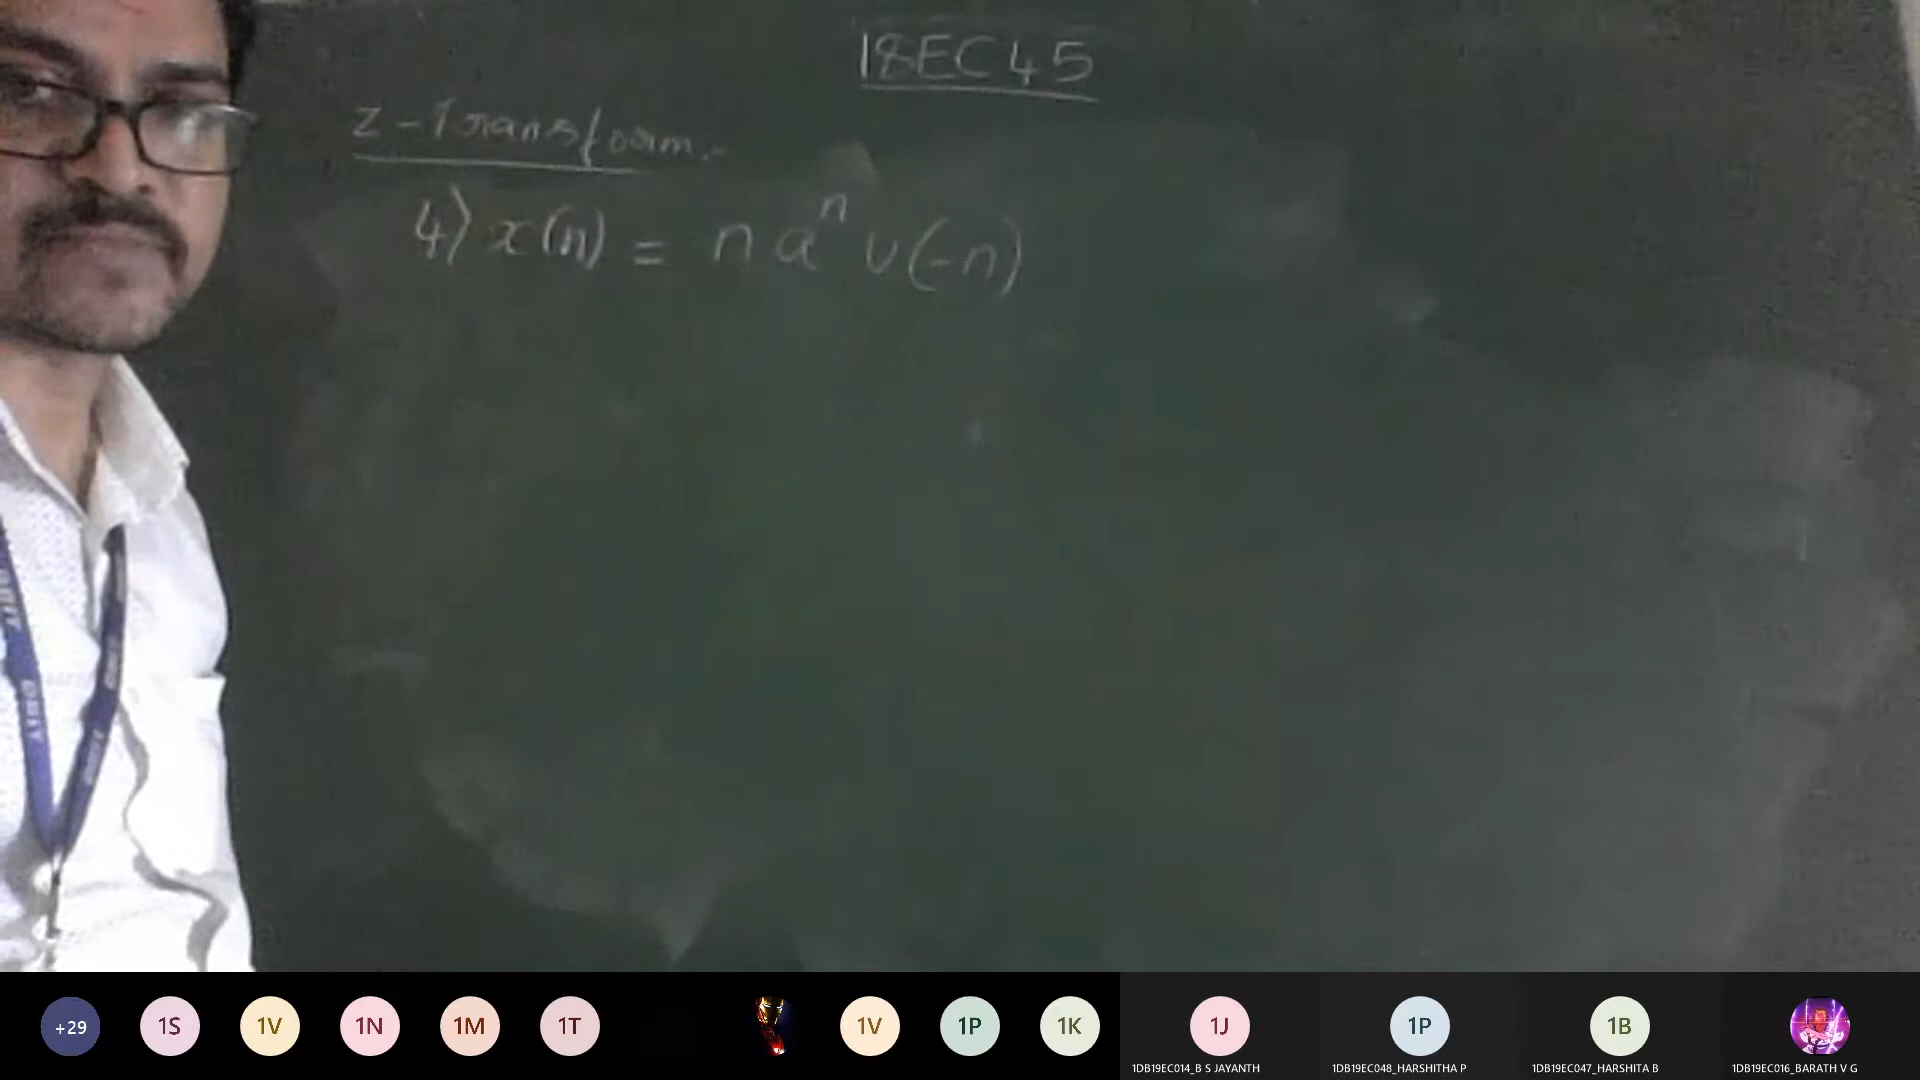 18EC45
Z-Transform.
4) x(n) = n aⁿ u(-n)
+29
1S
1V
1N
1M
1T
1V
1P
1K
1J
1P
1B
1DB19EC014_B S JAYANTH
1DB19EC048_HARSHITHA P
1DB19EC047_HARSHITA B
1DB19EC016_BARATH V G